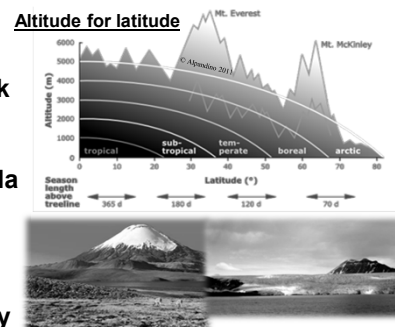 Altitude for latitude
Mt. Everest
© Alpandino 2011
Mt. McKinley
k
Altitude (m)
6000
5000
4000
3000
2000
1000
0
tropical
sub-
tropical
tem-
perate
boreal
arctic
0 10 20 30 40 50 60 70 80
Latitude (°)
la
Season
length
above
treeline
365 d
180 d
120 d
70 d
y